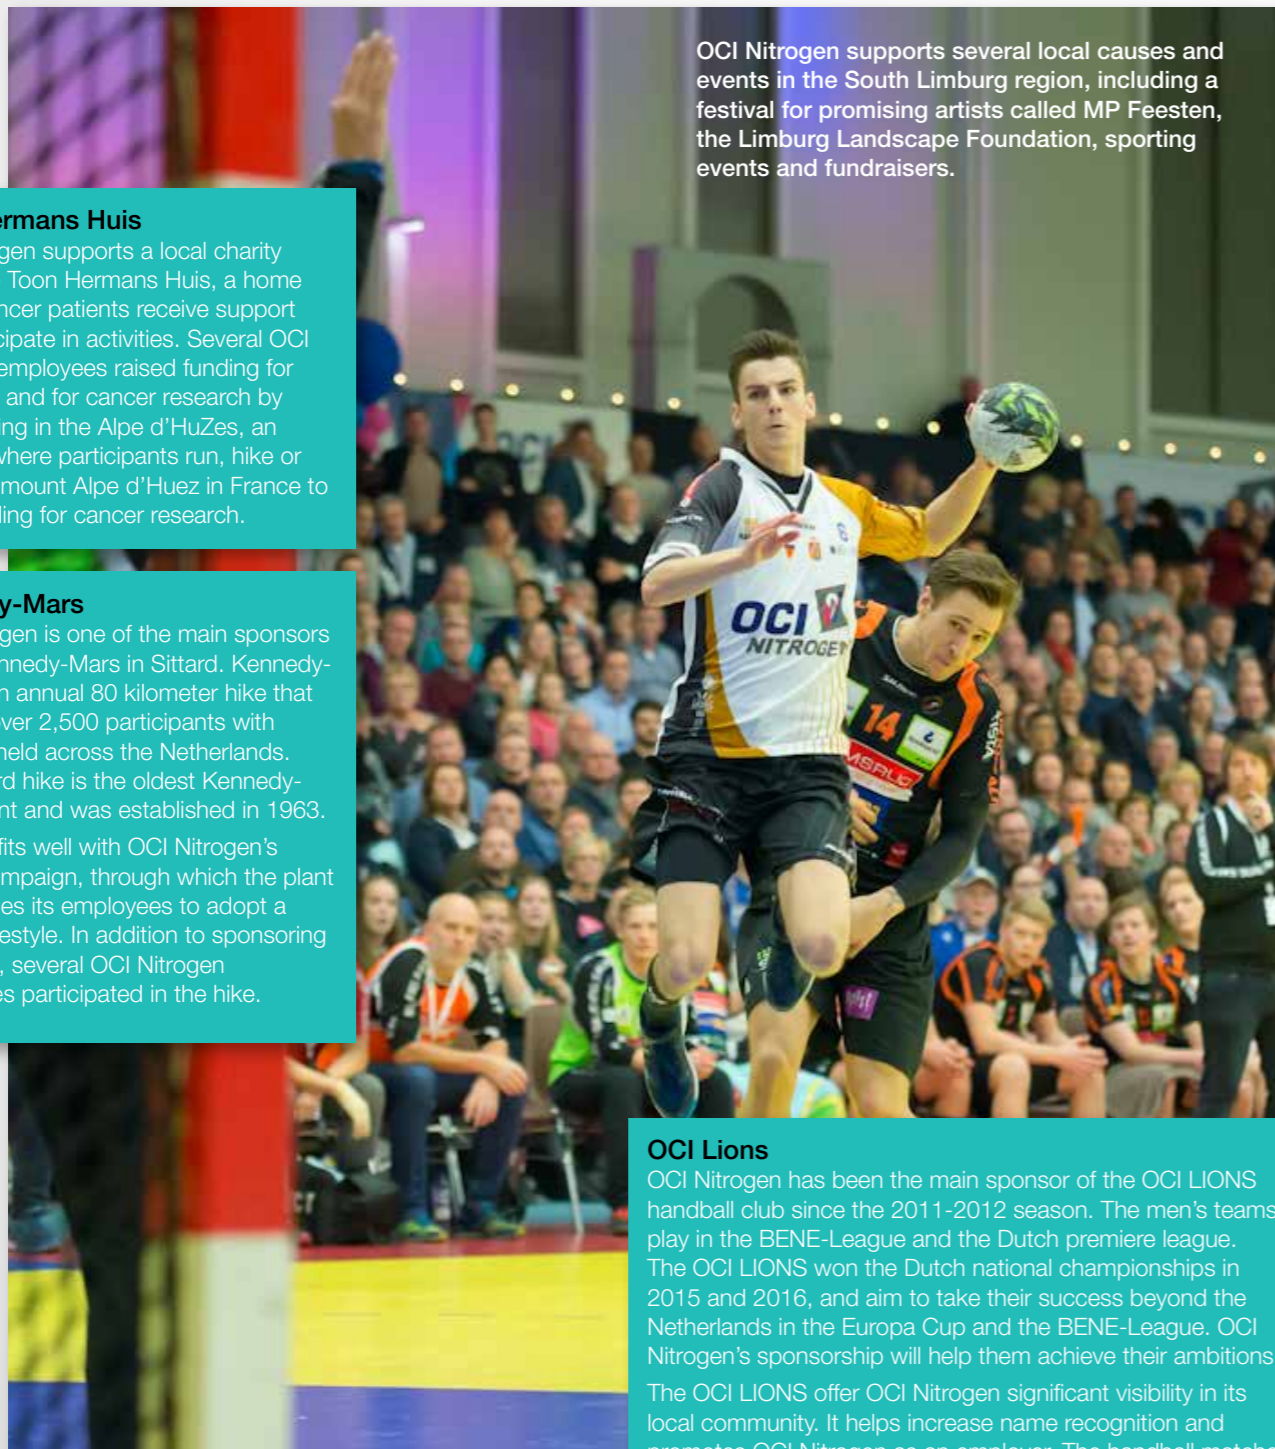 OCI Nitrogen supports several local causes and
events in the South Limburg region, including a
festival for promising artists called MP Feesten,
the Limburg Landscape Foundation, sporting
events and fundraisers.
ermans Huis
gen supports a local charity
Toon Hermans Huis, a home
ncer patients receive support
cipate in activities. Several OCI
employees raised funding for
and for cancer research by
ing in the Alpe d'HuZes, an
where participants run, hike or
mount Alpe d'Huez in France to
ling for cancer research.
y-Mars
gen is one of the main sponsors
nnedy-Mars in Sittard. Kennedy-
n annual 80 kilometer hike that
over 2,500 participants with
held across the Netherlands.
rd hike is the oldest Kennedy-
nt and was established in 1963.
fits well with OCI Nitrogen's
mpaign, through which the plant
es its employees to adopt a
estyle. In addition to sponsoring
, several OCI Nitrogen
es participated in the hike.
OCI
NITROGEN
14
OCI Lions
OCI Nitrogen has been the main sponsor of the OCI LIONS
handball club since the 2011-2012 season. The men's teams
play in the BENE-League and the Dutch premiere league.
The OCI LIONS won the Dutch national championships in
2015 and 2016, and aim to take their success beyond the
Netherlands in the Europa Cup and the BENE-League. OCI
Nitrogen's sponsorship will help them achieve their ambitions
The OCI LIONS offer OCI Nitrogen significant visibility in its
local community. It helps increase name recognition and
promotes OCI Nitrogen as an employer. The handball match